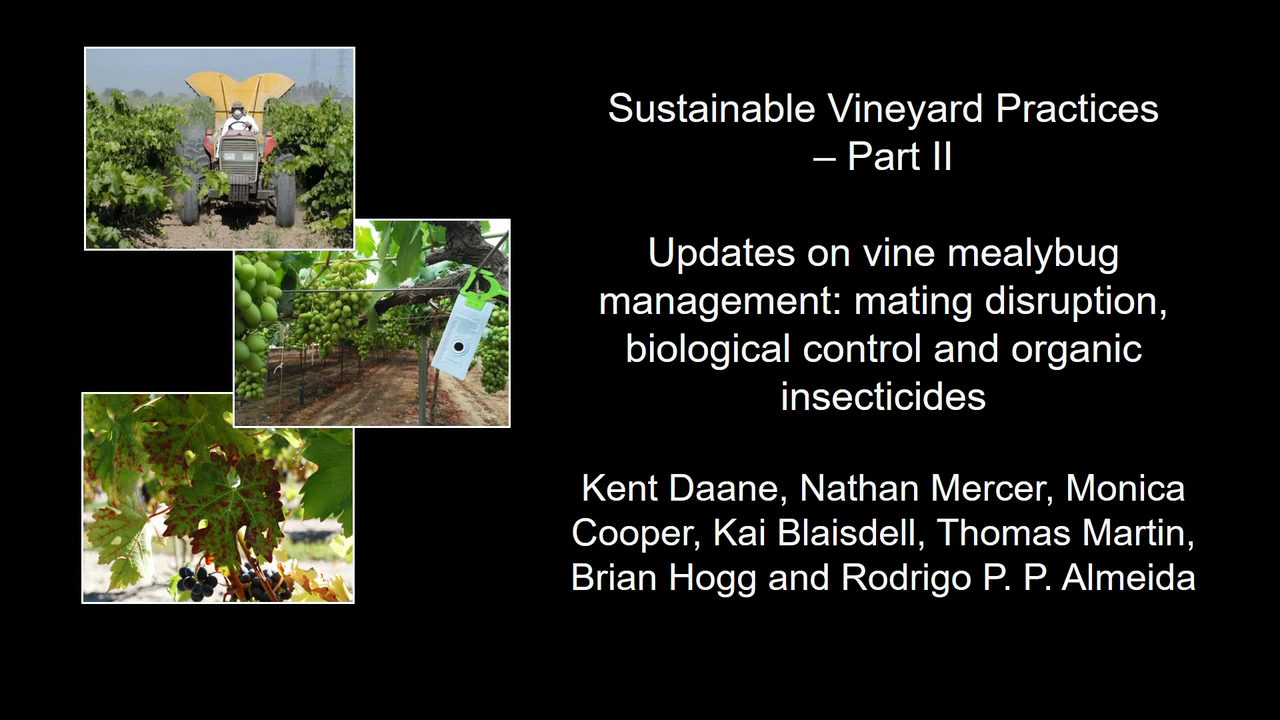 Sustainable Vineyard Practices
– Part II
Updates on vine mealybug
management: mating disruption,
biological control and organic
insecticides
Kent Daane, Nathan Mercer, Monica
Cooper, Kai Blaisdell, Thomas Martin,
Brian Hogg and Rodrigo P. P. Almeida